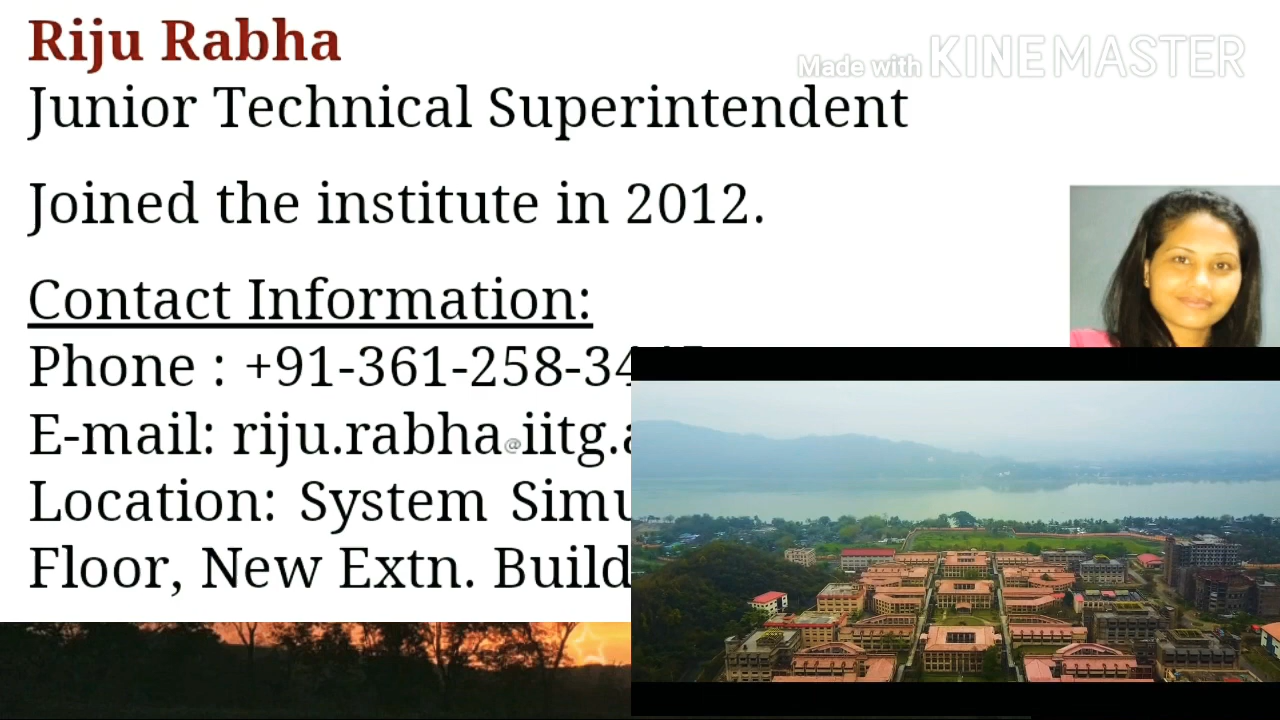 Riju Rabha
Made with KINEMASTER
Junior Technical Superintendent
Joined the institute in 2012.
Contact Information:
Phone : +91-361-258-34
E-mail: riju.rabha@iitg.a
Location: System Simu
Floor, New Extn. Build